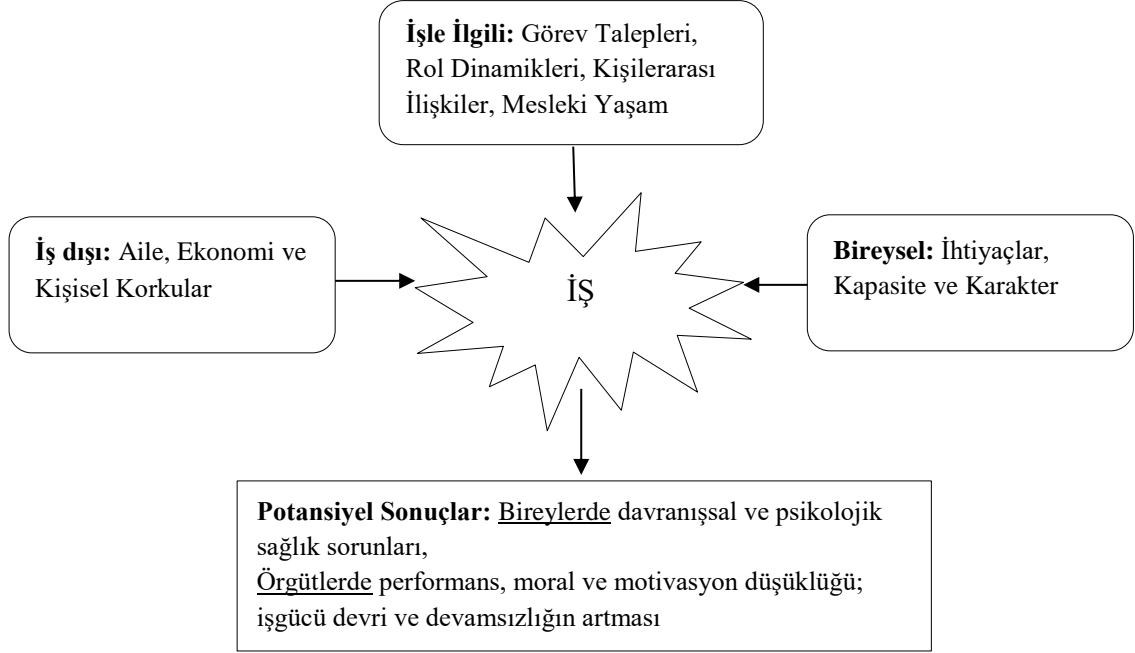 İşle İlgili: Görev Talepleri,
Rol Dinamikleri, Kişilerarası
İlişkiler, Mesleki Yaşam
İş dışı: Aile, Ekonomi ve
Kişisel Korkular
İŞ
Bireysel: İhtiyaçlar,
Kapasite ve Karakter
Potansiyel Sonuçlar: Bireylerde davranışsal ve psikolojik
sağlık sorunları,
Örgütlerde performans, moral ve motivasyon düşüklüğü;
işgücü devri ve devamsızlığın artması